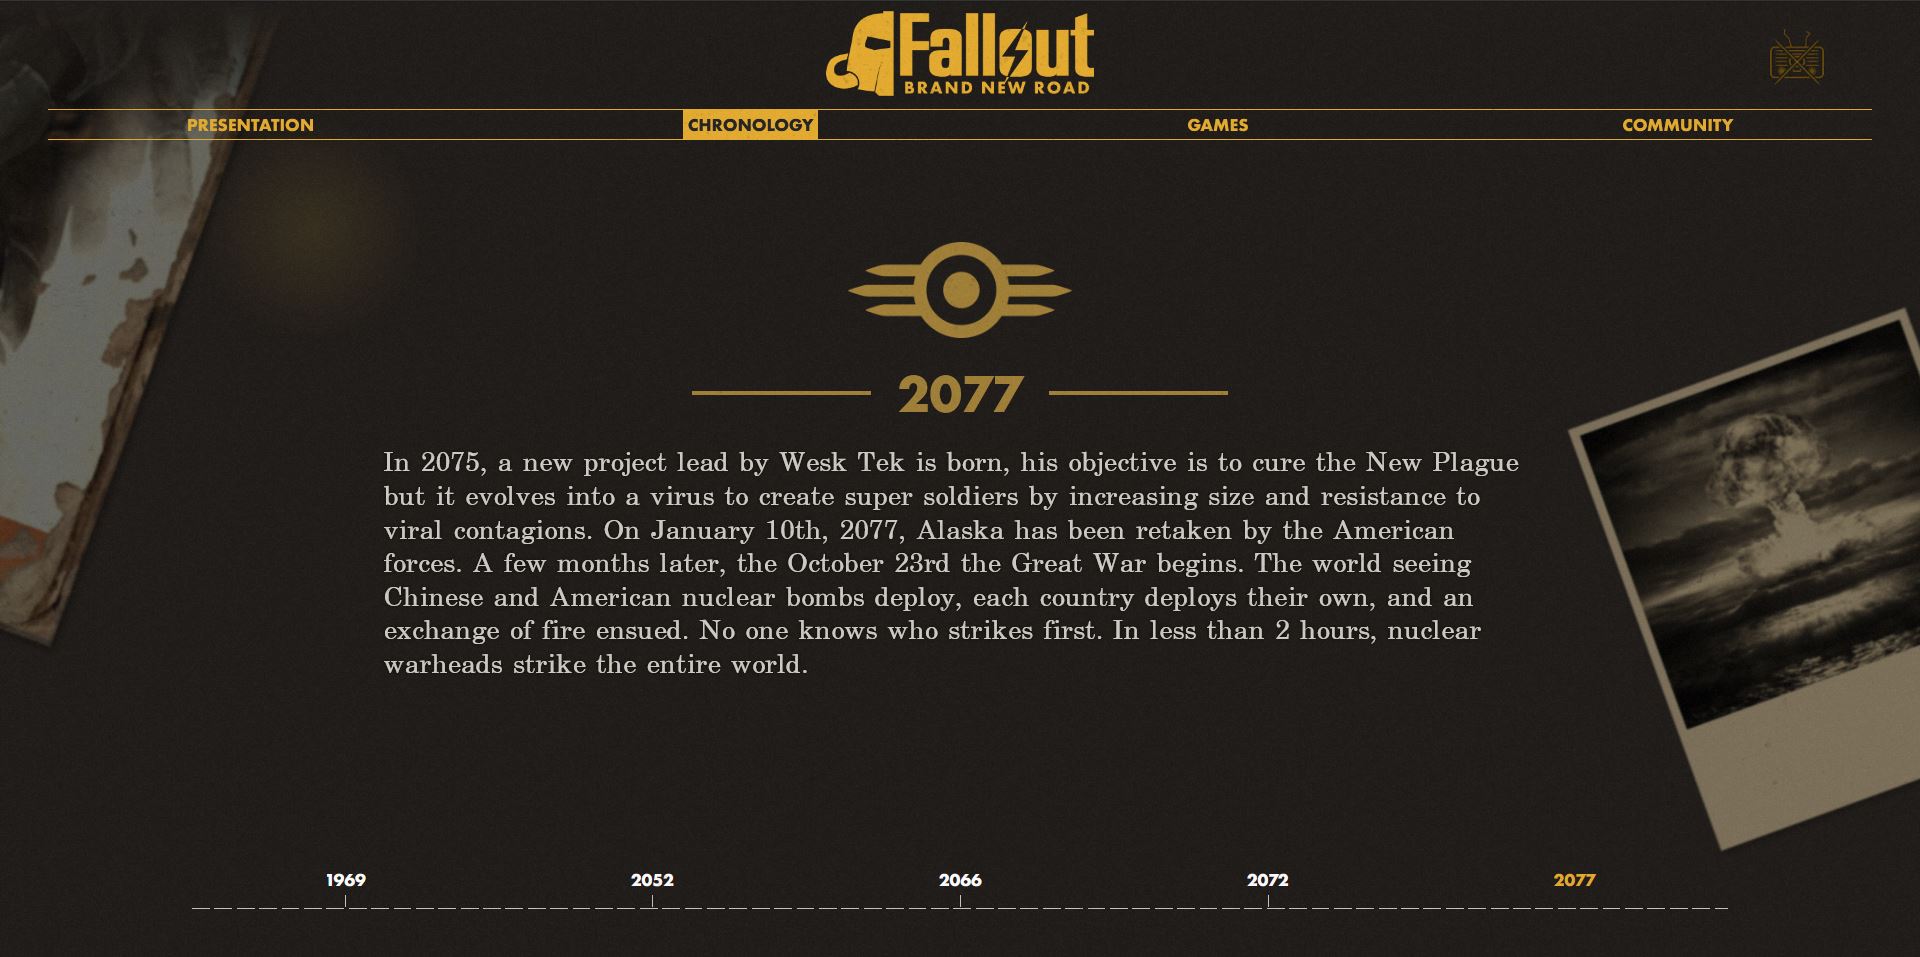 Fallout
BRAND NEW ROAD
PRESENTATION
CHRONOLOGY
GAMES
COMMUNITY
2077
In 2075, a new project lead by Wesk Tek is born, his objective is to cure the New Plague
but it evolves into a virus to create super soldiers by increasing size and resistance to
viral contagions. On January 10th, 2077, Alaska has been retaken by the American
forces. A few months later, the October 23rd the Great War begins. The world seeing
Chinese and American nuclear bombs deploy, each country deploys their own, and an
exchange of fire ensued. No one knows who strikes first. In less than 2 hours, nuclear
warheads strike the entire world.
1969
2052
2066
2072
2077